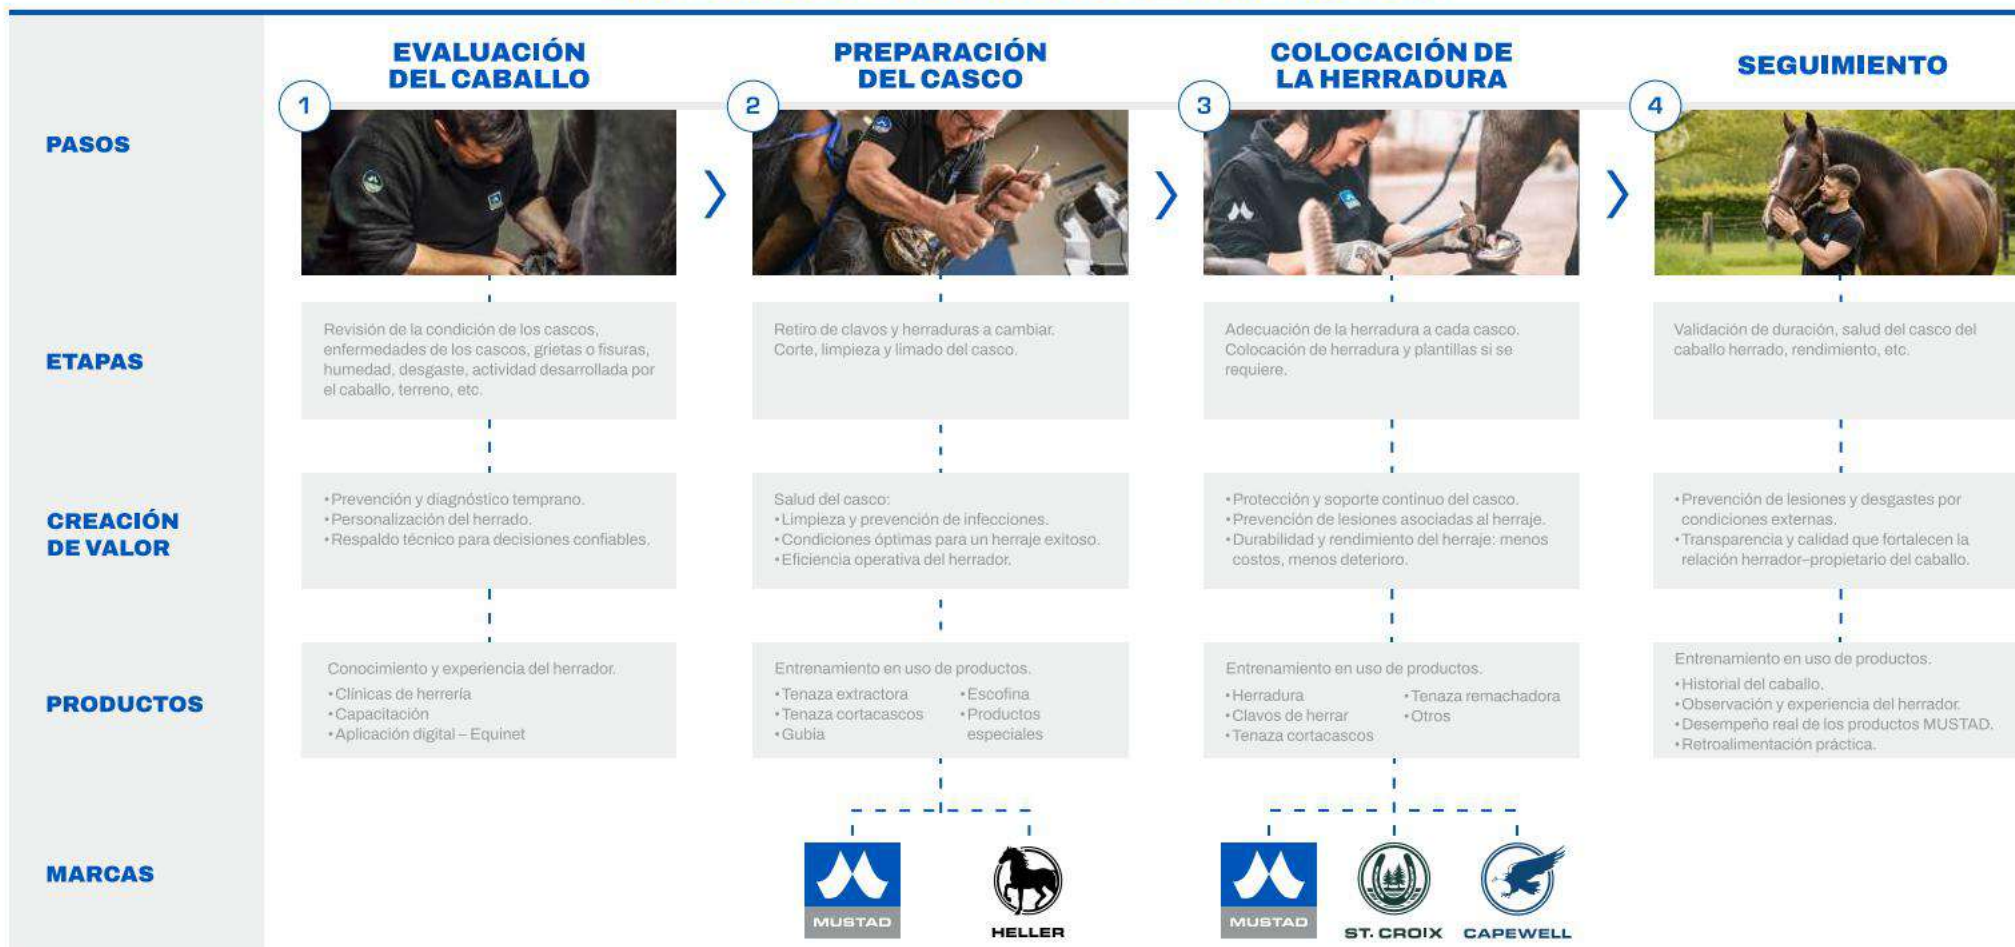 EVALUACIÓN
DEL CABALLO
PREPARACIÓN
DEL CASCO
COLOCACIÓN DE
LA HERRADURA
SEGUIMIENTO
1
2
3
4
PASOS
ETAPAS
Revisión de la condición de los cascos,
enfermedades de los cascos, grietas o fisuras,
humedad, desgaste, actividad desarrollada por
el caballo, terreno, etc.
Retiro de clavos y herraduras a cambiar.
Corte, limpieza y limado del casco.
Adecuación de la herradura a cada casco.
Colocación de herradura y plantillas si se
requiere.
Validación de duración, salud del casco del
caballo herrado, rendimiento, etc.
CREACIÓN
DE VALOR
• Prevención y diagnóstico temprano.
• Personalización del herrado.
• Respaldo técnico para decisiones confiables.
Salud del casco:
• Limpieza y prevención de infecciones.
• Condiciones óptimas para un herraje exitoso.
• Eficiencia operativa del herrador.
• Protección y soporte continuo del casco.
• Prevención de lesiones asociadas al herraje.
• Durabilidad y rendimiento del herraje: menos
costos, menos deterioro.
• Prevención de lesiones y desgastes por
condiciones externas.
• Transparencia y calidad que fortalecen la
relación herrador–propietario del caballo.
PRODUCTOS
Conocimiento y experiencia del herrador.
• Clínicas de herrería
• Capacitación
• Aplicación digital – Equinet
Entrenamiento en uso de productos.
• Tenaza extractora
• Tenaza cortacascos
• Gubia
• Escofina
• Productos
especiales
Entrenamiento en uso de productos.
• Herradura
• Clavos de herrar
• Tenaza cortacascos
• Tenaza remachadora
• Otros
Entrenamiento en uso de productos.
• Historial del caballo.
• Observación y experiencia del herrador.
• Desempeño real de los productos MUSTAD.
• Retroalimentación práctica.
MARCAS
MUSTAD
HELLER
MUSTAD
ST. CROIX
CAPEWELL